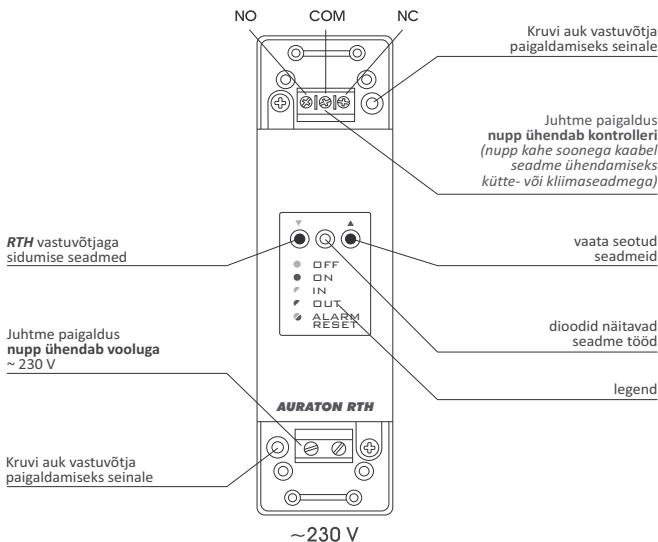 NO COM NC
Kruvi auk vastuvõtja
paigaldamiseks seinale
Juhtme paigaldus
nupp ühendab kontrolleri
(nupp kahe soonega kaabel
seadme ühendamiseks
kütte- või kliimaseadmega)
RTH vastuvõtjaga
sidumise seadmed
vaata seotud
seadmeid
OFF
ON
IN
OUT
ALARM
RESET
Juhtme paigaldus
nupp ühendab vooluga
~ 230 V
dioodid näitavad
seadme tööd
legend
AURATON RTH
Kruvi auk vastuvõtja
paigaldamiseks seinale
~230 V